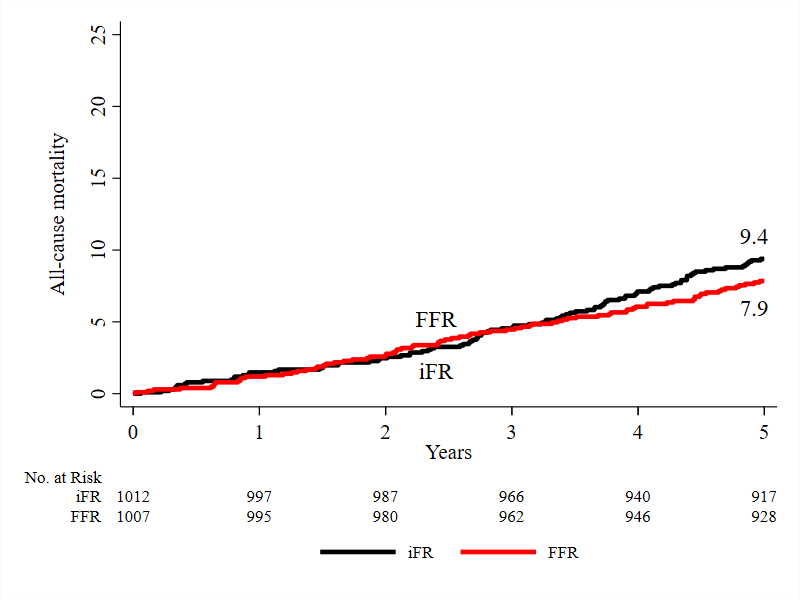 All-cause mortality
25
20
15
10
5
0
9.4
7.9
FFR
iFR
0 1 2 3 4 5
Years
No. at Risk
iFR 1012 997 987 966 940 917
FFR 1007 995 980 962 946 928
iFR FFR